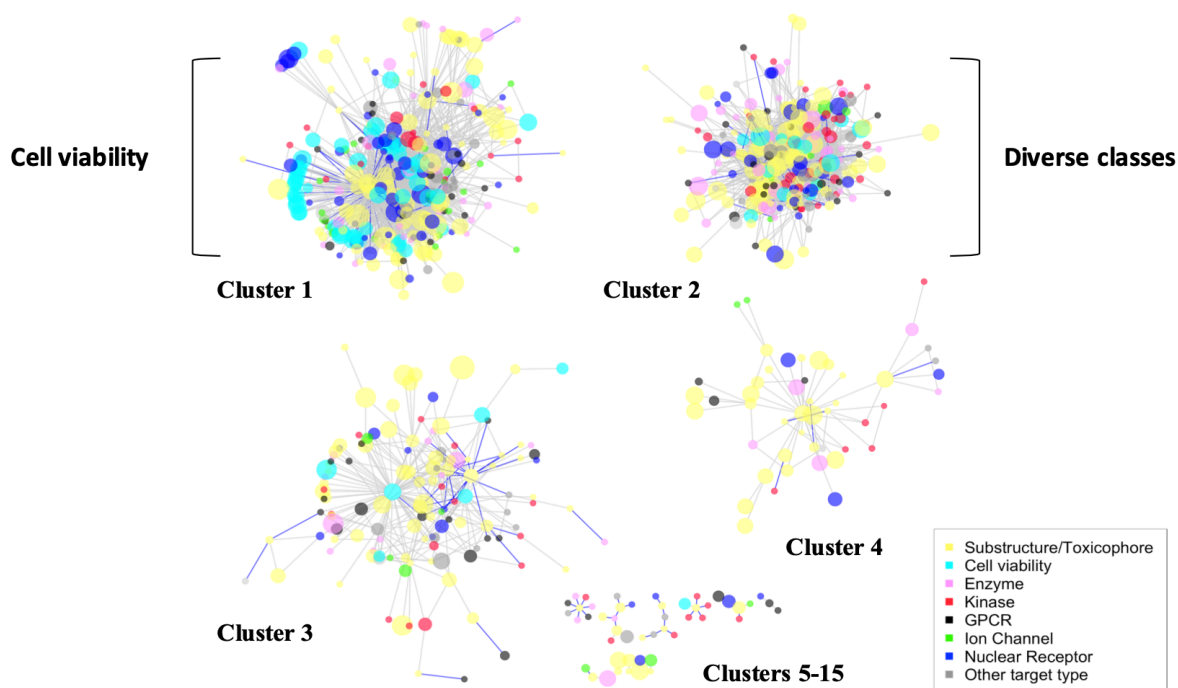 Cell viability
Diverse classes
Cluster 1
Cluster 2
Cluster 4
Cluster 3
Clusters 5-15
Substructure/Toxicophore
Cell viability
Enzyme
Kinase
GPCR
Ion Channel
Nuclear Receptor
Other target type